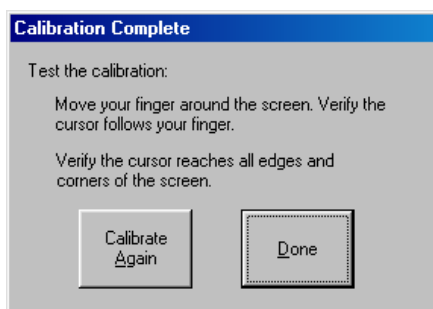 Calibration Complete
Test the calibration:
Move your finger around the screen. Verify the
cursor follows your finger.
Verify the cursor reaches all edges and
corners of the screen.
Calibrate
Again
Done